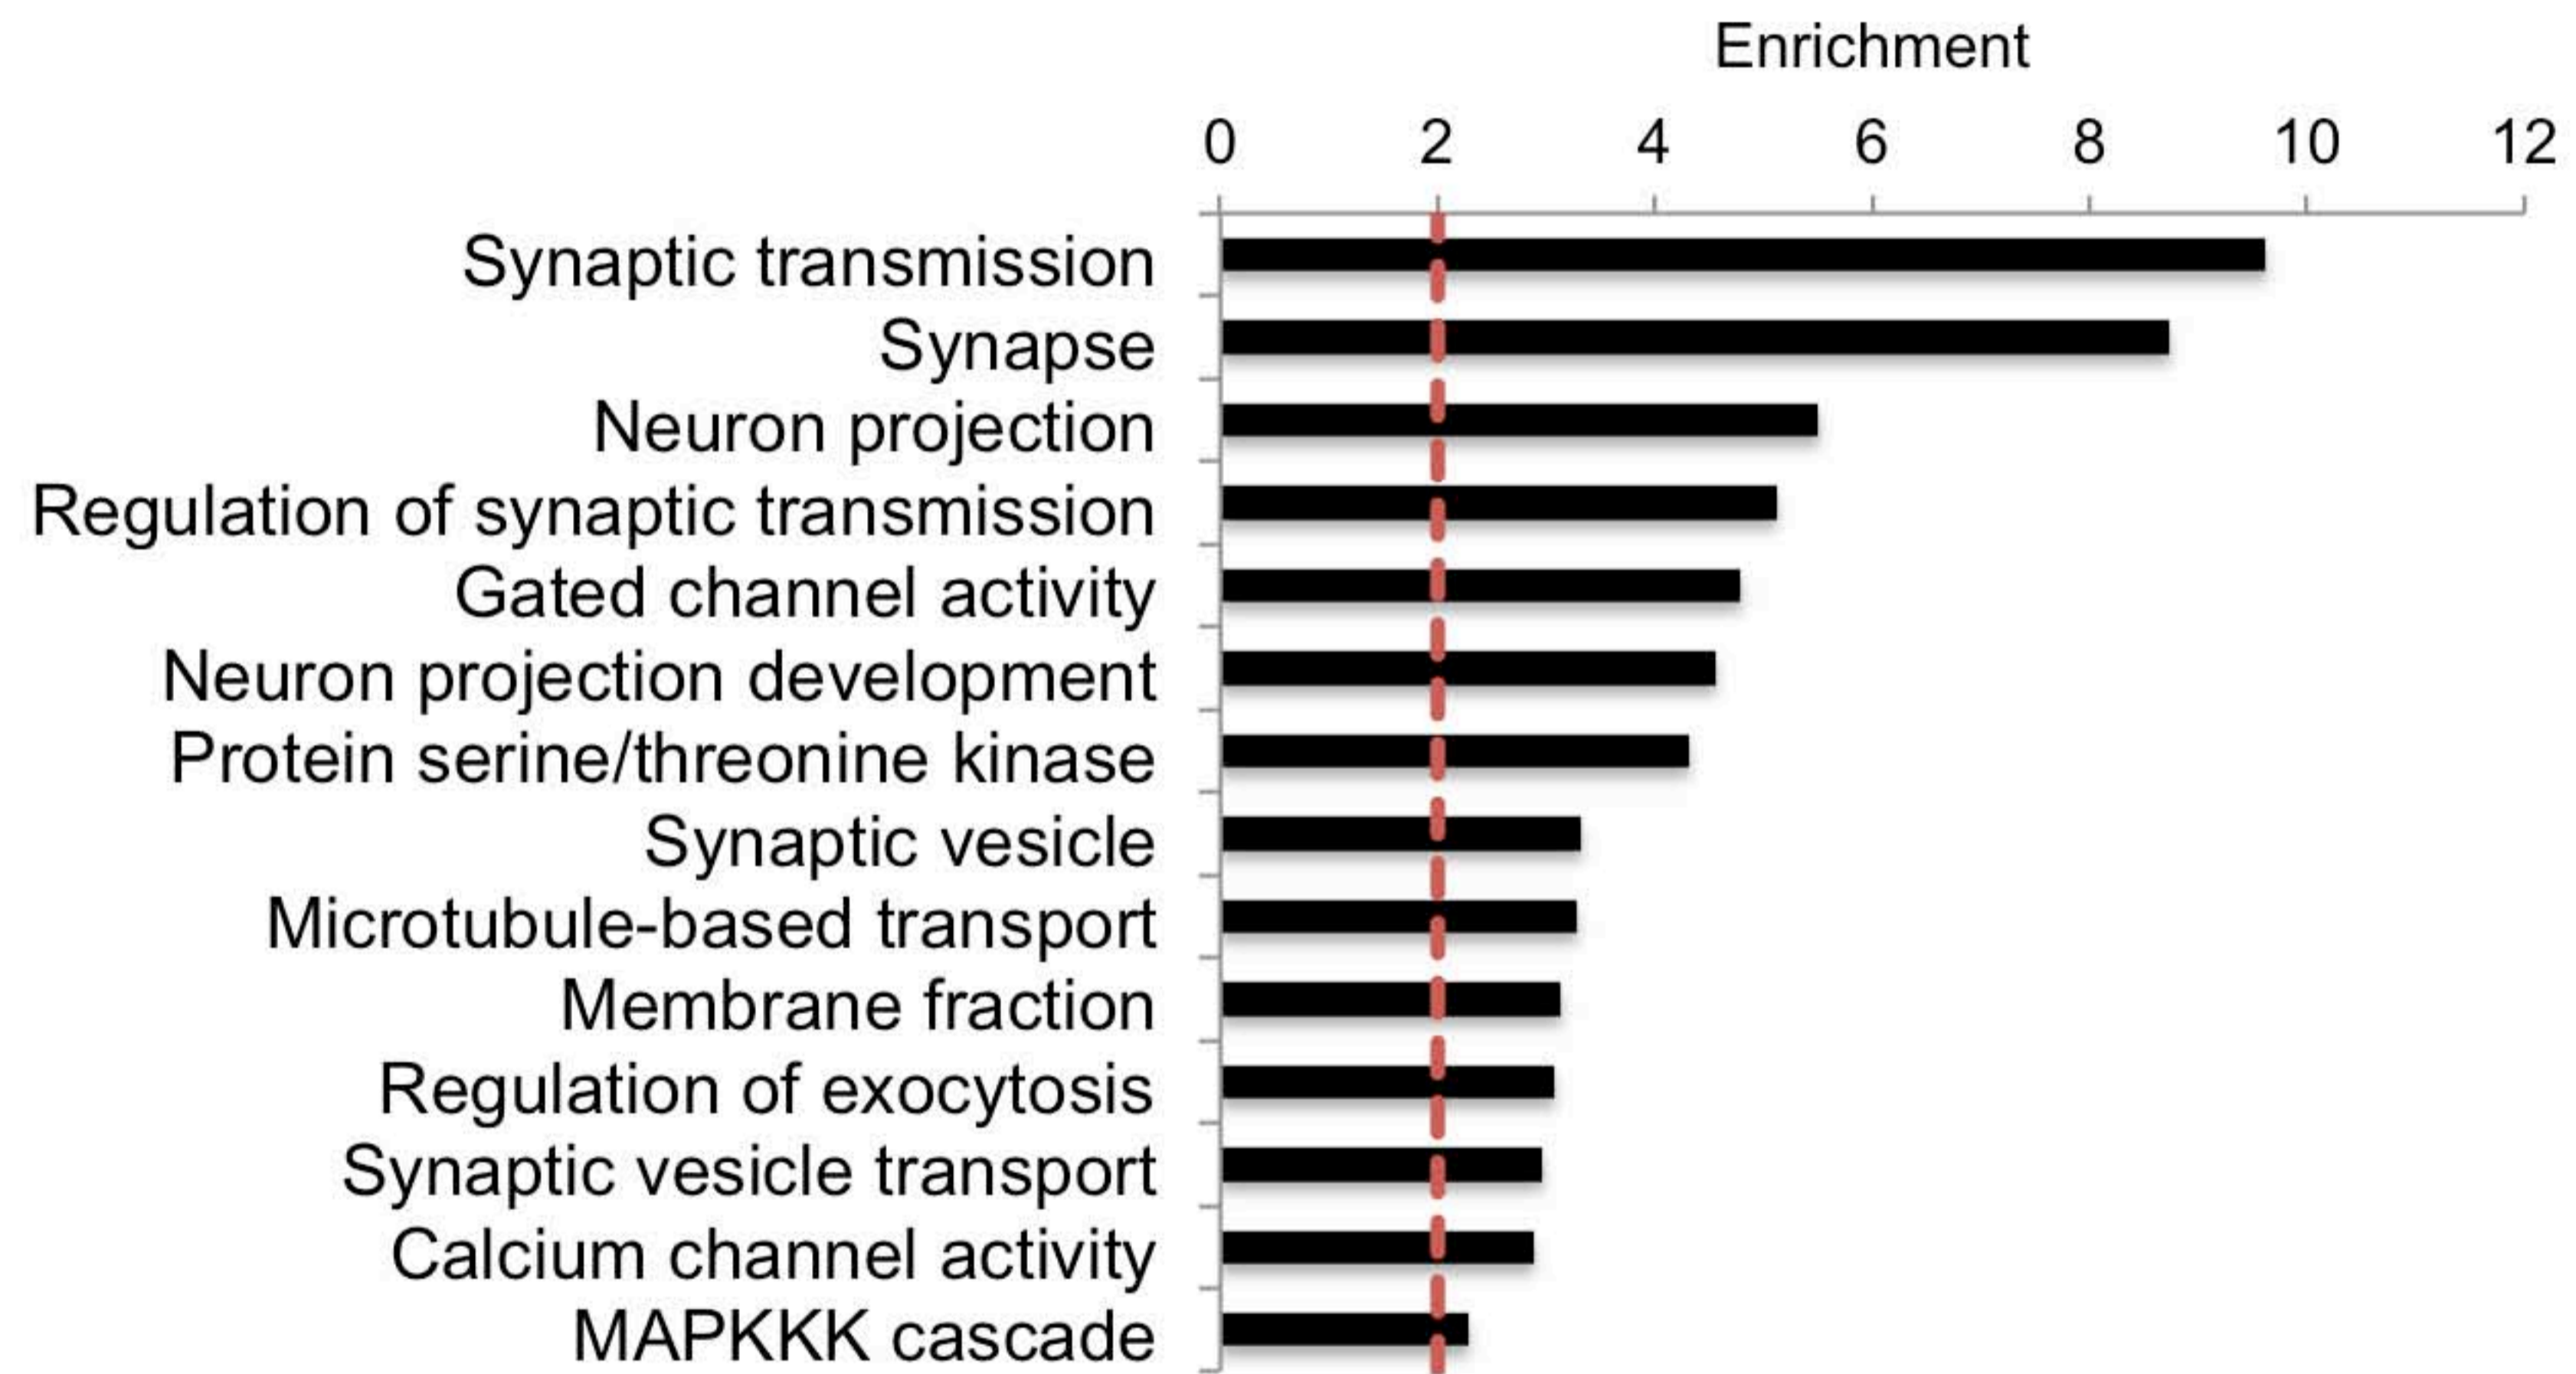 Enrichment
0 2 4 6 8 10 12
Synaptic transmission
Synapse
Neuron projection
Regulation of synaptic transmission
Gated channel activity
Neuron projection development
Protein serine/threonine kinase
Synaptic vesicle
Microtubule-based transport
Membrane fraction
Regulation of exocytosis
Synaptic vesicle transport
Calcium channel activity
MAPKKK cascade